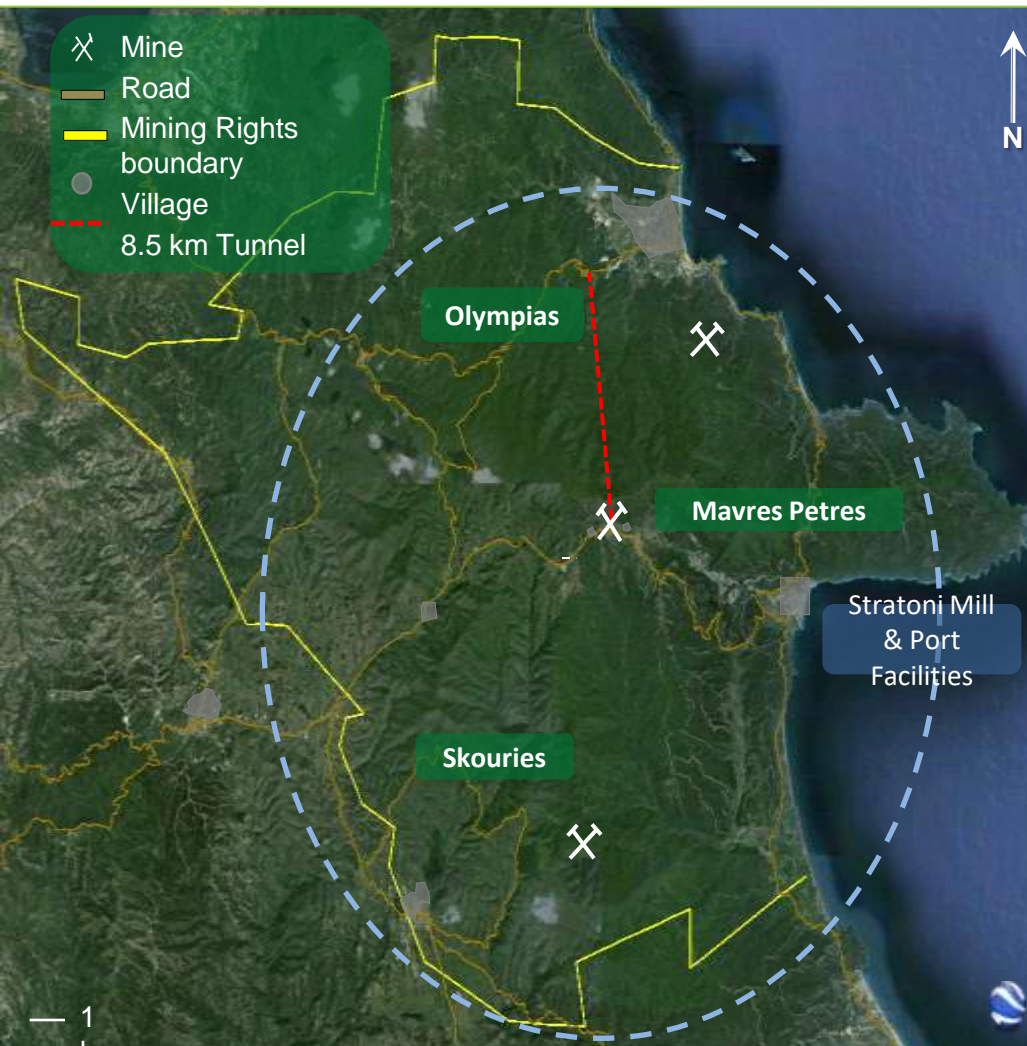 Mine
Road
Mining Rights
boundary
Village
8.5 km Tunnel
N
Olympias
Mavres Petres
Stratoni Mill
& Port
Facilities
Skouries
1